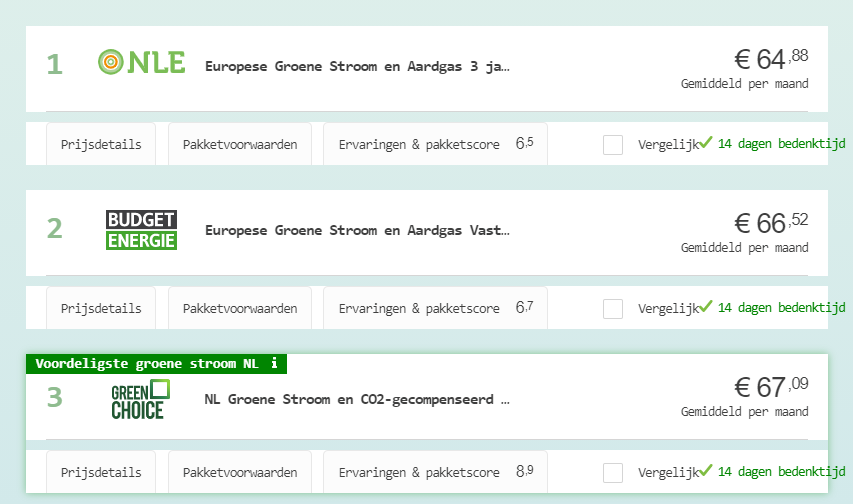 1 NLE Europese Groene Stroom en Aardgas 3 ja… € 64,88
Gemiddeld per maand
Prijsdetails Pakketvoorwaarden Ervaringen & pakketscore 6,5 Vergelijk 14 dagen bedenktijd
2 BUDGET
ENERGIE Europese Groene Stroom en Aardgas Vast… € 66,52
Gemiddeld per maand
Prijsdetails Pakketvoorwaarden Ervaringen & pakketscore 6,7 Vergelijk 14 dagen bedenktijd
Voordeligste groene stroom NL i
3 GREEN
CHOICE NL Groene Stroom en CO2-gecompenseerd … € 67,09
Gemiddeld per maand
Prijsdetails Pakketvoorwaarden Ervaringen & pakketscore 8,9 Vergelijk 14 dagen bedenktijd